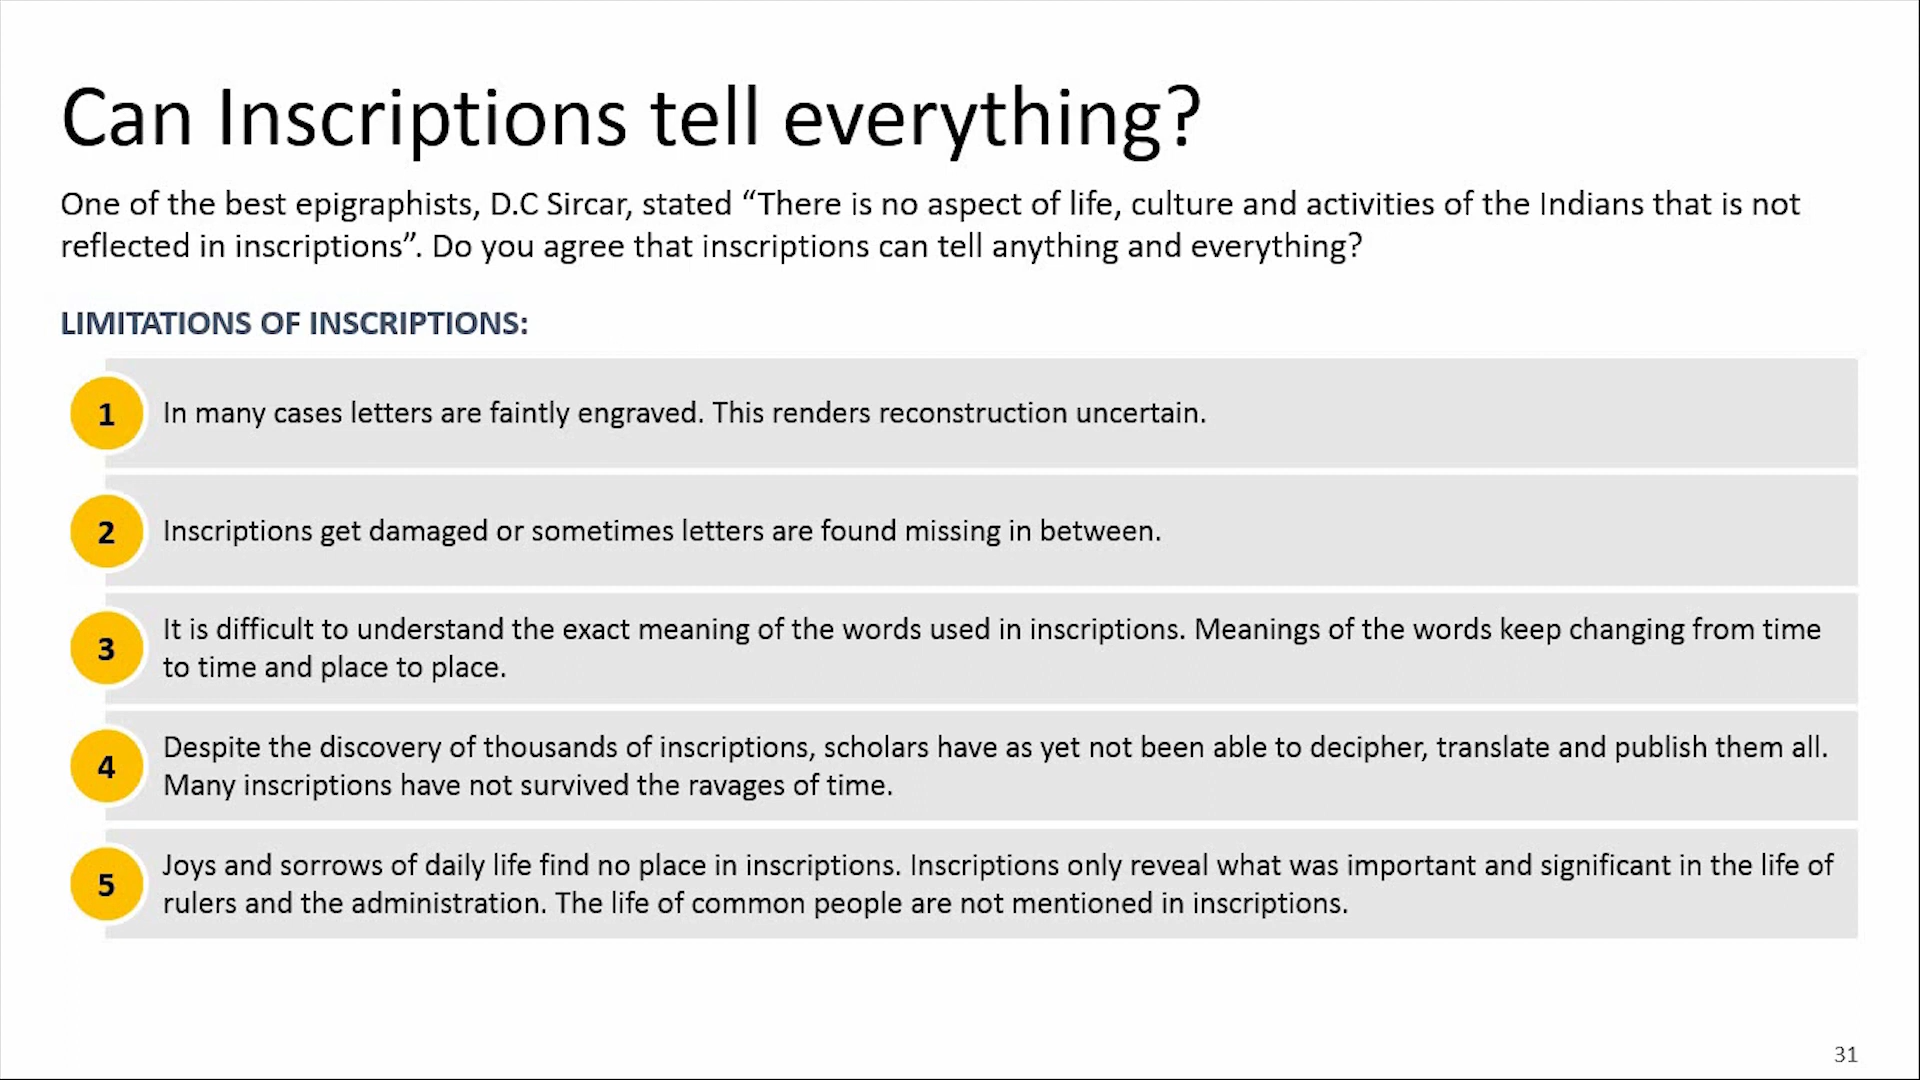 Can Inscriptions tell everything?
One of the best epigraphists, D.C Sircar, stated “There is no aspect of life, culture and activities of the Indians that is not
reflected in inscriptions”. Do you agree that inscriptions can tell anything and everything?
LIMITATIONS OF INSCRIPTIONS:
1 In many cases letters are faintly engraved. This renders reconstruction uncertain.
2 Inscriptions get damaged or sometimes letters are found missing in between.
3 It is difficult to understand the exact meaning of the words used in inscriptions. Meanings of the words keep changing from time
to time and place to place.
4 Despite the discovery of thousands of inscriptions, scholars have as yet not been able to decipher, translate and publish them all.
Many inscriptions have not survived the ravages of time.
5 Joys and sorrows of daily life find no place in inscriptions. Inscriptions only reveal what was important and significant in the life of
rulers and the administration. The life of common people are not mentioned in inscriptions.
31